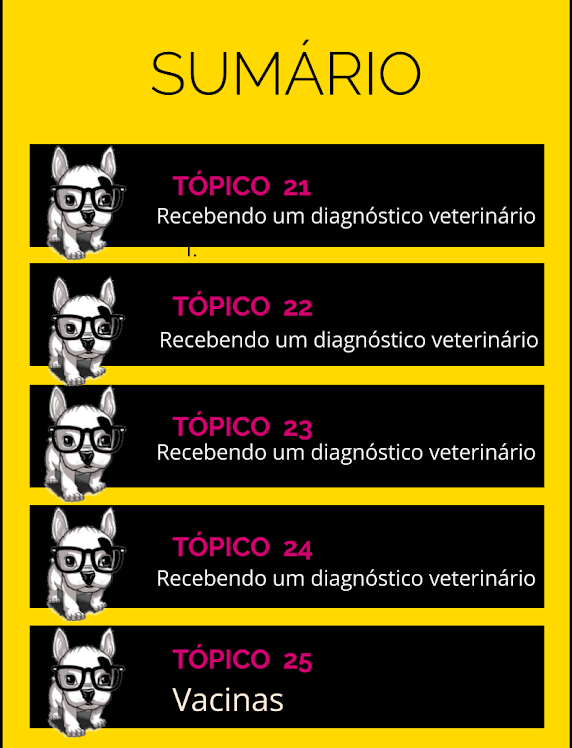 SUMÁRIO
TÓPICO 21
Recebendo um diagnóstico veterinário
TÓPICO 22
Recebendo um diagnóstico veterinário
TÓPICO 23
Recebendo um diagnóstico veterinário
TÓPICO 24
Recebendo um diagnóstico veterinário
TÓPICO 25
Vacinas